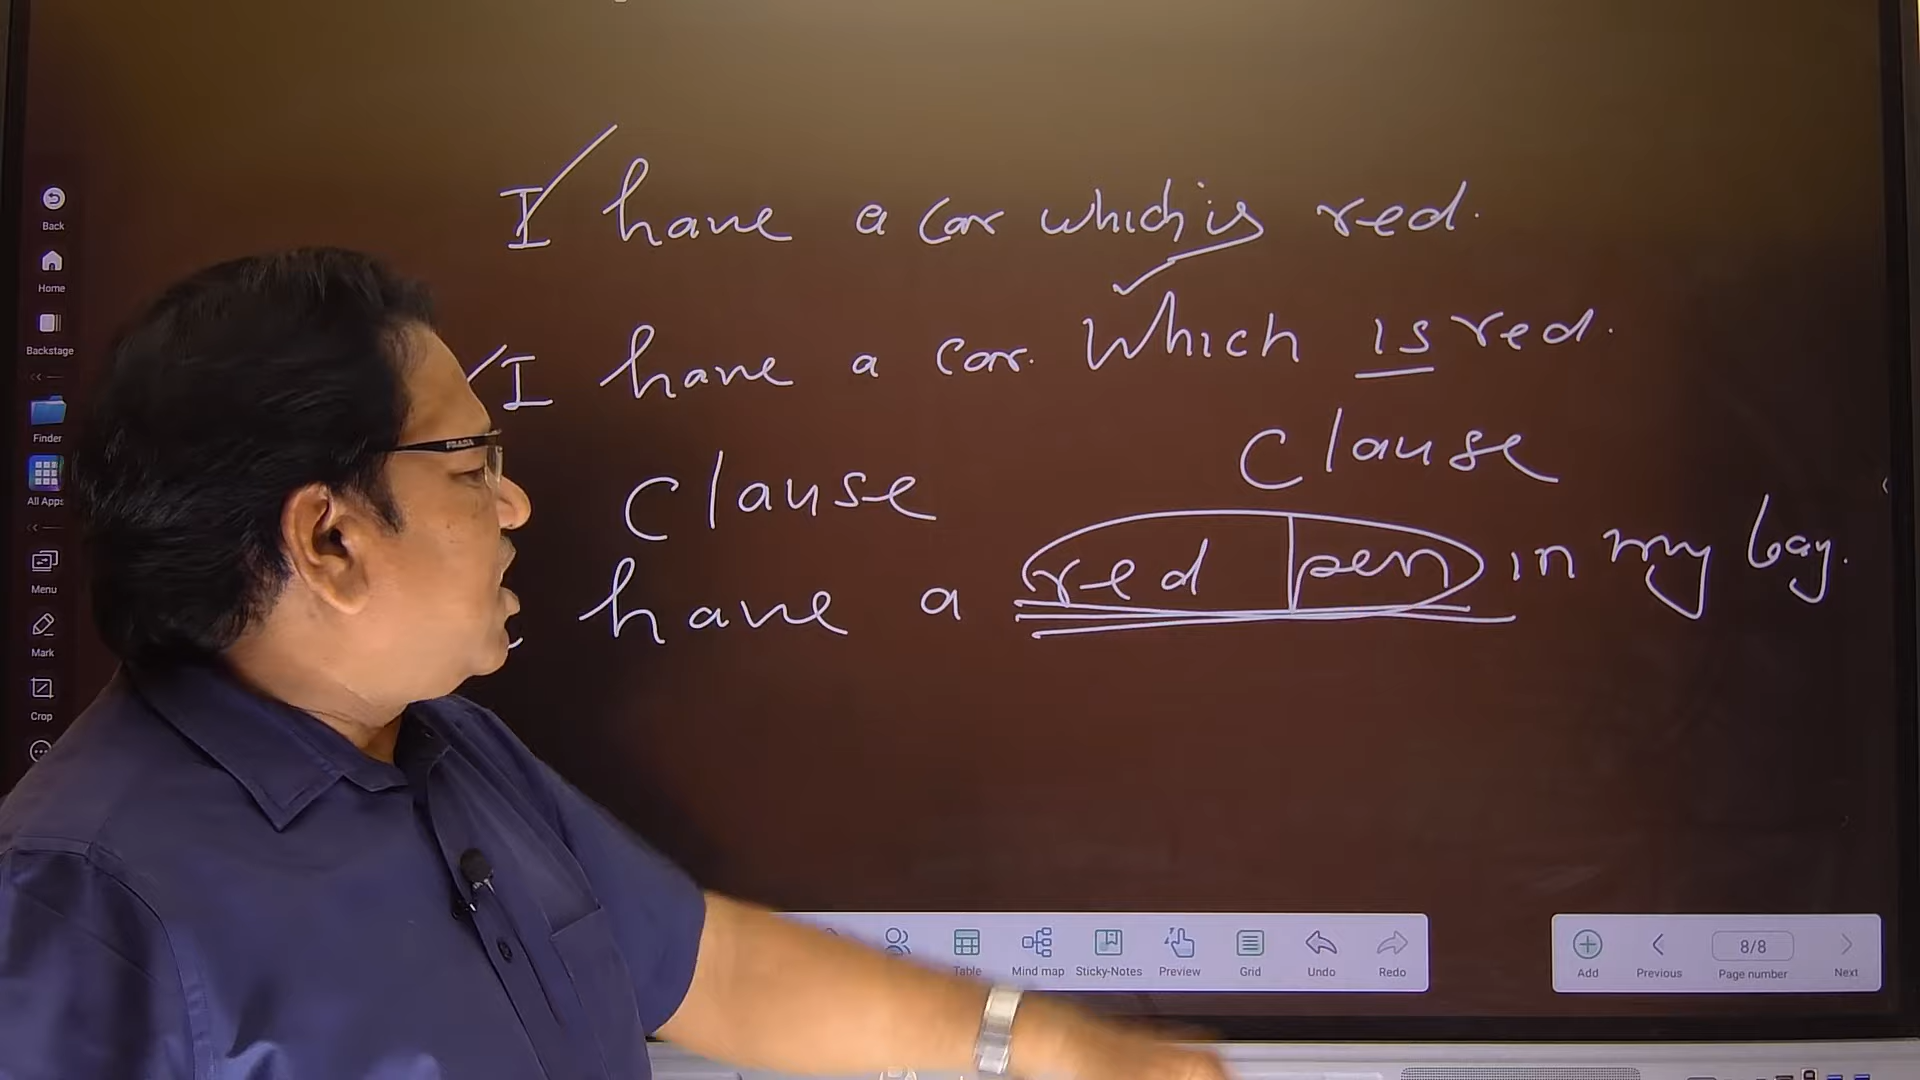 I have a car which is red.
I have a car. Which is red.
Clause
Clause
have a red pen in my bag.
PRADA
Back
Home
Backstage
Finder
All Apps
Menu
Mark
Crop
Table
Mind map
Sticky-Notes
Preview
Grid
Undo
Redo
Add
Previous
8/8
Page number
Next